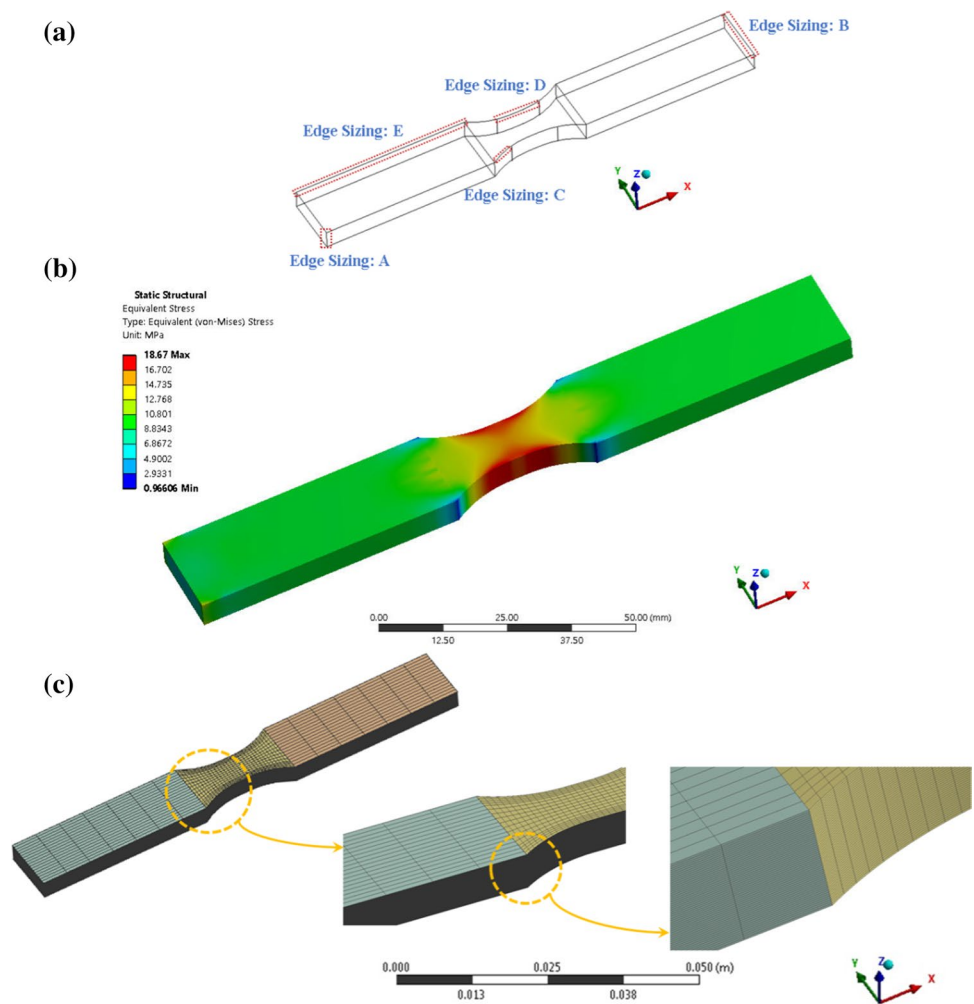 (a)
Edge Sizing: B
Edge Sizing: D
Edge Sizing: E
Edge Sizing: C
Edge Sizing: A
Y
Z
X
(b)
Static Structural
Equivalent Stress
Type: Equivalent (von-Mises) Stress
Unit: MPa
18.67 Max
16.702
14.735
12.768
10.801
8.8343
6.8672
4.9002
2.9331
0.96606 Min
Y
Z
X
0.00 25.00 50.00 (mm)
12.50 37.50
(c)
0.000 0.025 0.050 (m)
0.013 0.038
Y
Z
X